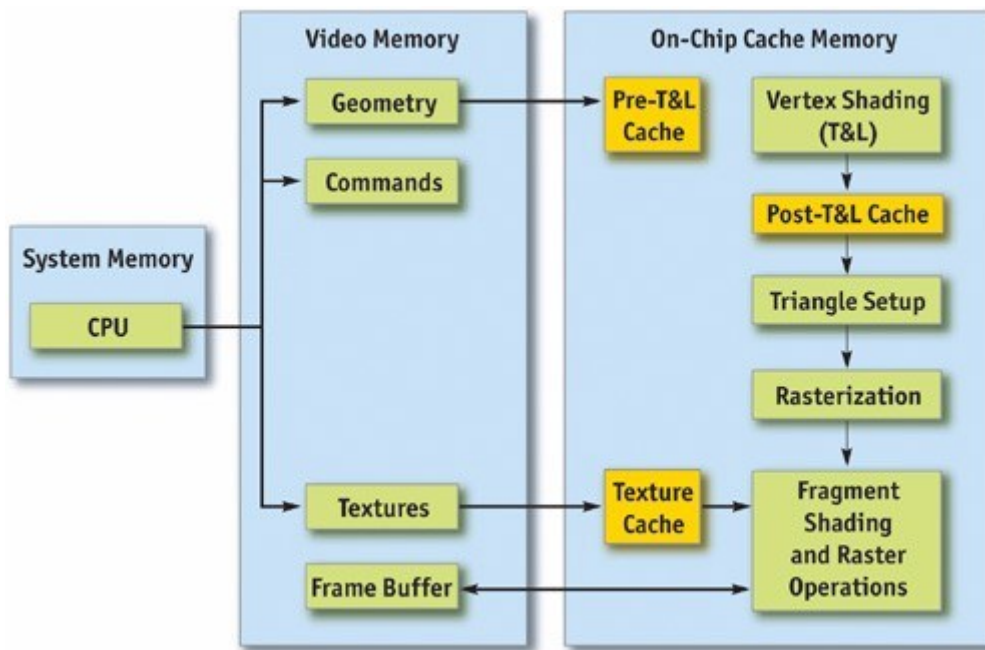 Video Memory
On-Chip Cache Memory
Geometry
Pre-T&L
Cache
Vertex Shading
(T&L)
Commands
Post-T&L Cache
System Memory
CPU
Triangle Setup
Rasterization
Textures
Texture
Cache
Fragment
Shading
and Raster
Operations
Frame Buffer